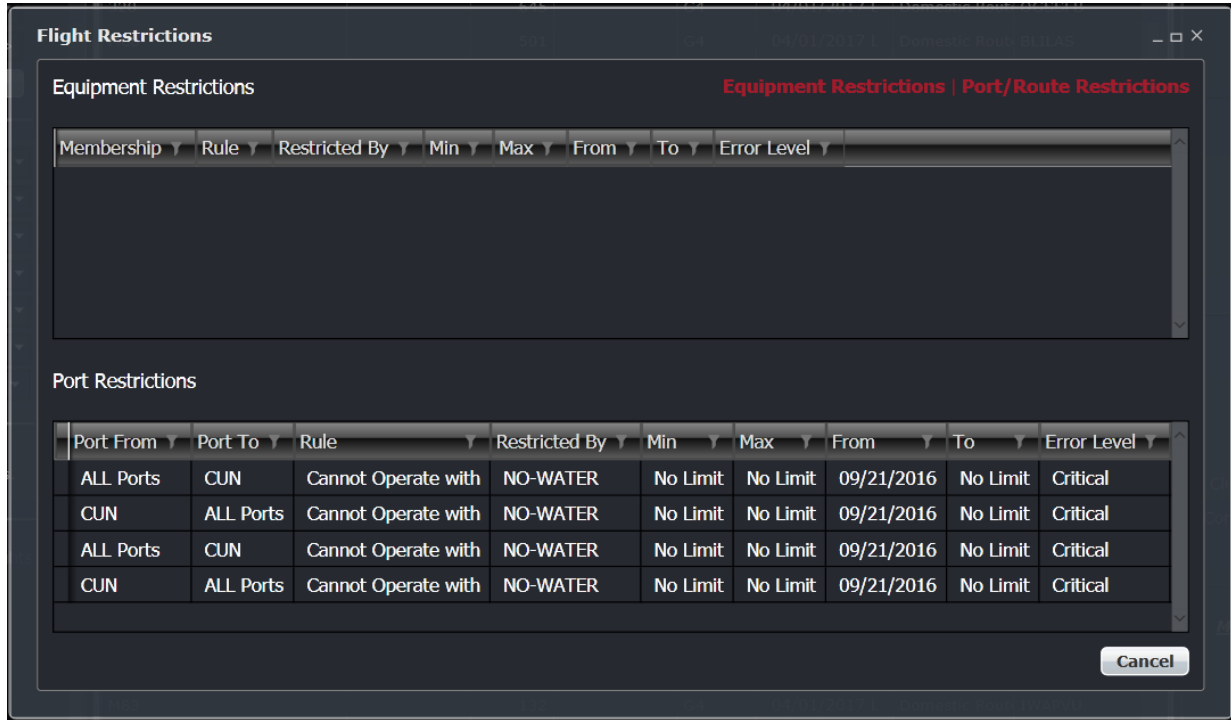 Flight Restrictions
Equipment Restrictions Equipment Restrictions | Port/Route Restrictions
Membership Rule Restricted By Min Max From To Error Level
Port Restrictions
Port From Port To Rule Restricted By Min Max From To Error Level
ALL Ports CUN Cannot Operate with NO-WATER No Limit No Limit 09/21/2016 No Limit Critical
CUN ALL Ports Cannot Operate with NO-WATER No Limit No Limit 09/21/2016 No Limit Critical
ALL Ports CUN Cannot Operate with NO-WATER No Limit No Limit 09/21/2016 No Limit Critical
CUN ALL Ports Cannot Operate with NO-WATER No Limit No Limit 09/21/2016 No Limit Critical
Cancel